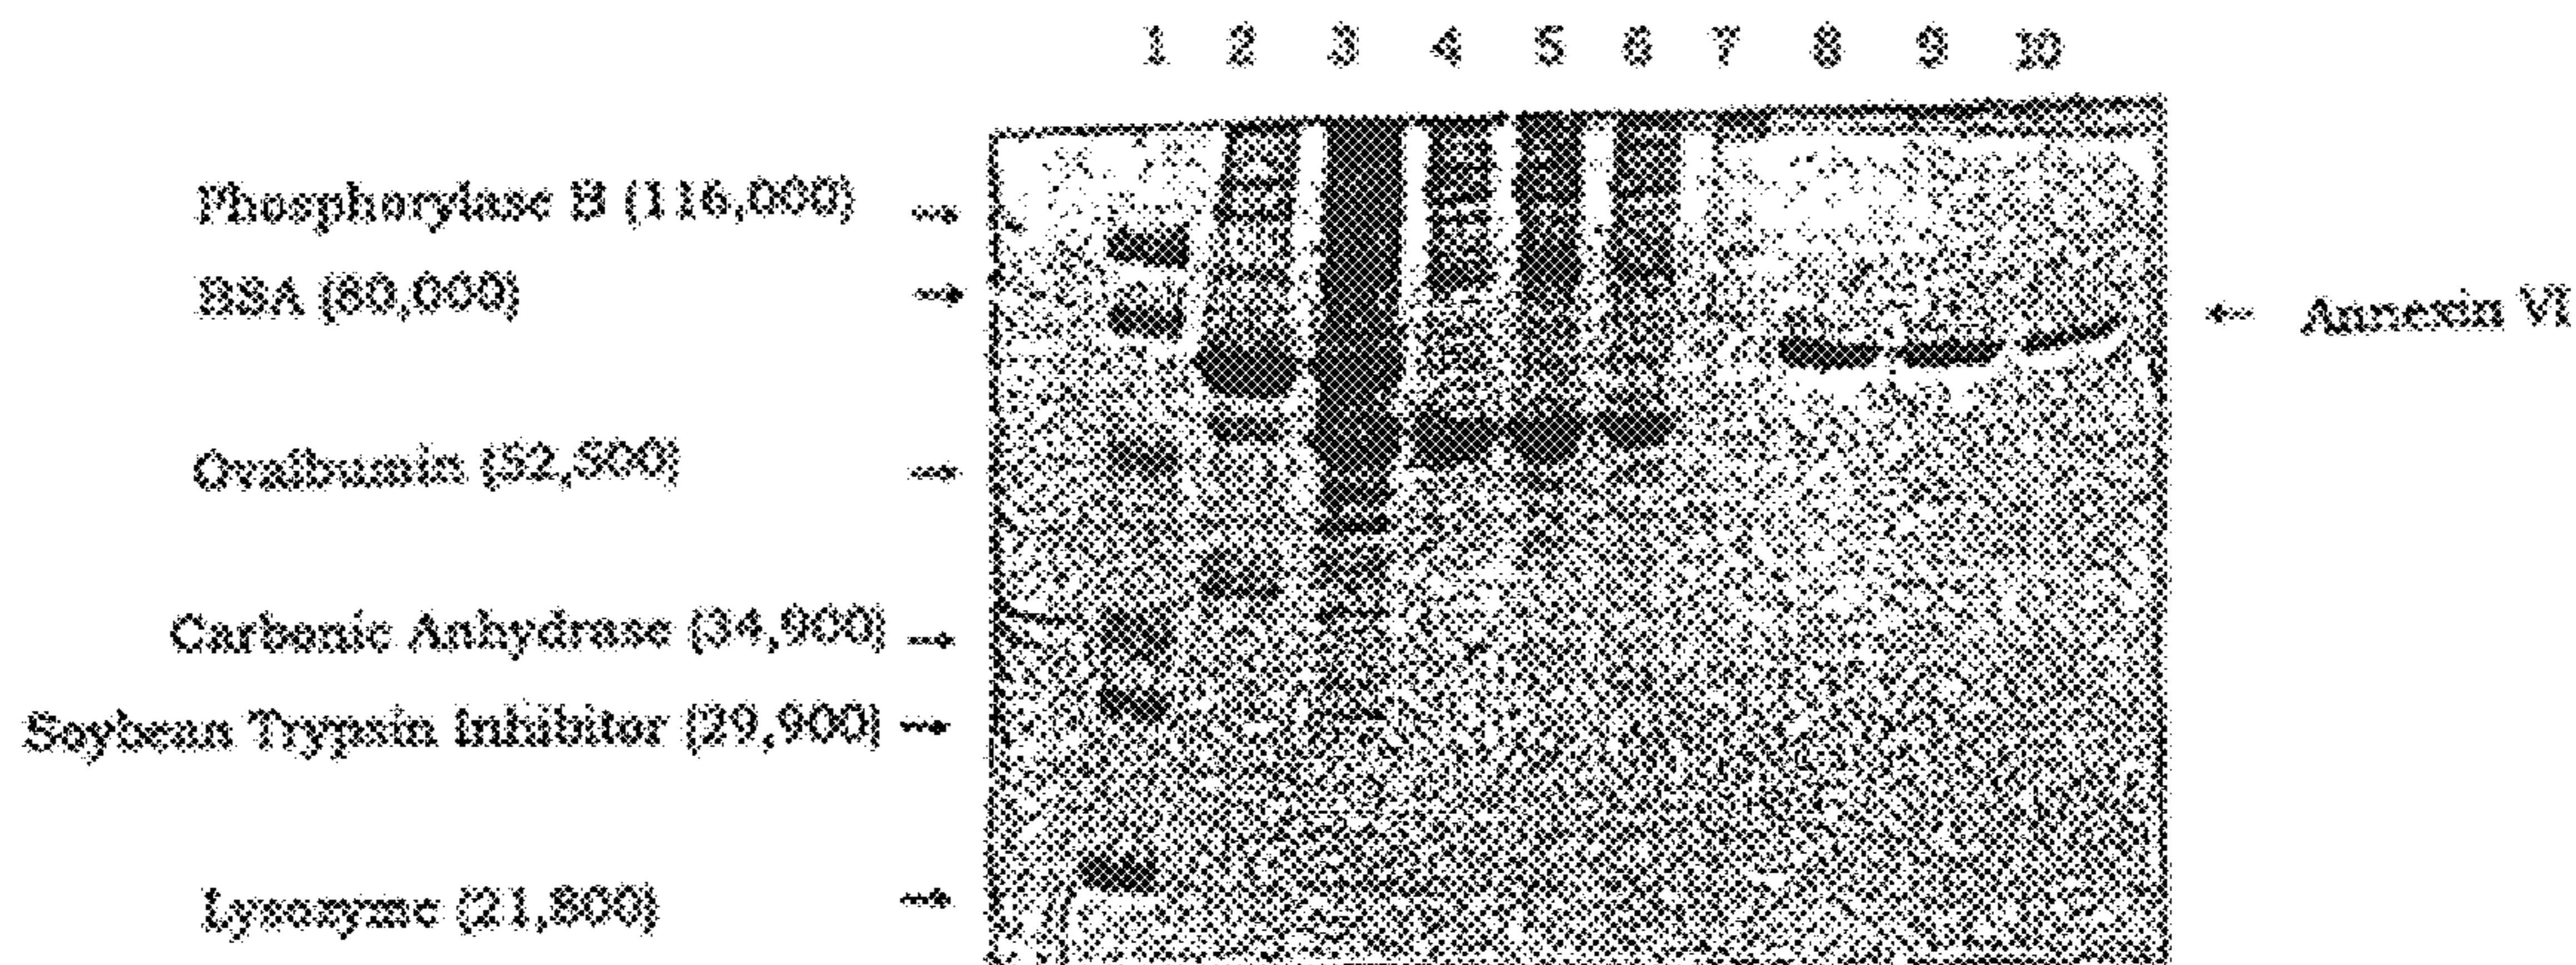 1 2 3 4 5 6 7 8 9 10
Phosphorylase B (116,000)
BSA (80,000)
Annexin VI
Ovalbumin (52,500)
Carbonic Anhydrase (34,900)
Soybean Trypsin Inhibitor (29,900)
Lysozyme (21,800)